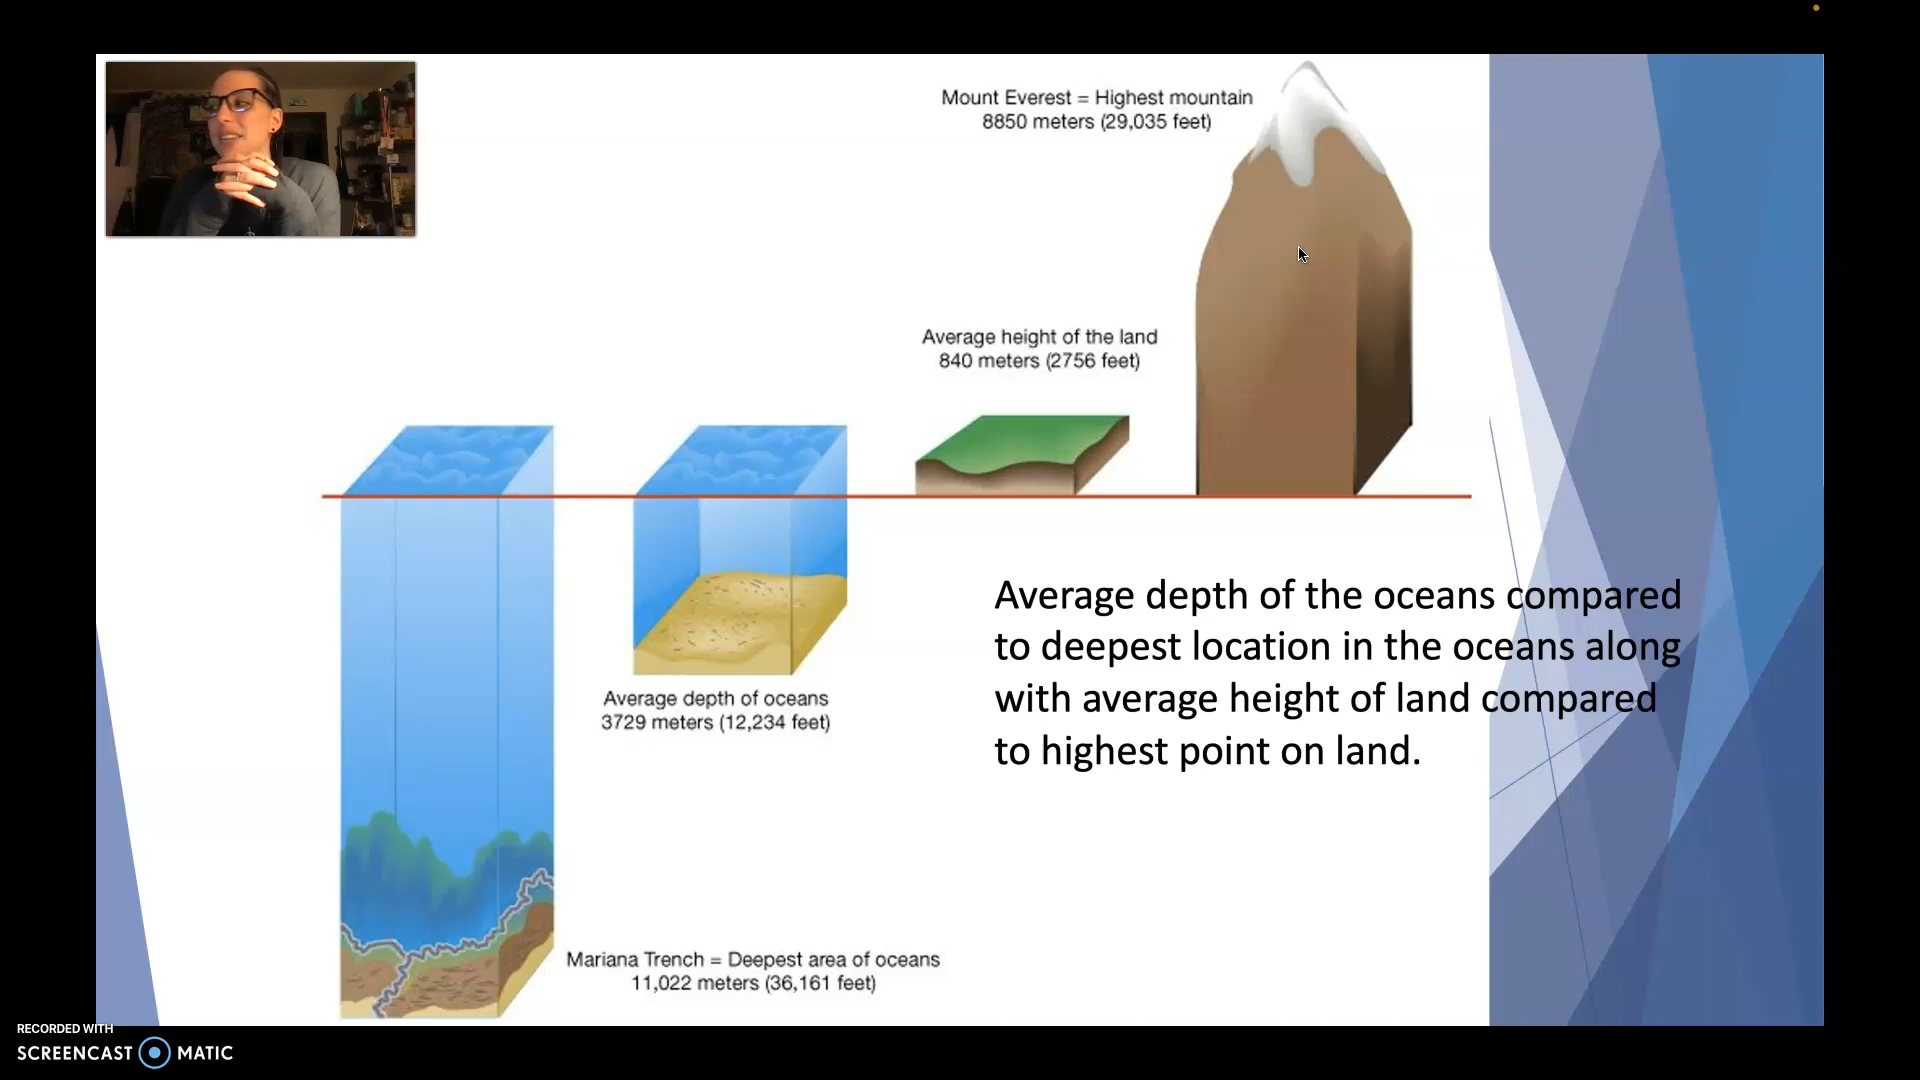 Mount Everest = Highest mountain
8850 meters (29,035 feet)
Average height of the land
840 meters (2756 feet)
Average depth of oceans
3729 meters (12,234 feet)
Average depth of the oceans compared
to deepest location in the oceans along
with average height of land compared
to highest point on land.
Mariana Trench = Deepest area of oceans
11,022 meters (36,161 feet)
RECORDED WITH
SCREENCAST MATIC